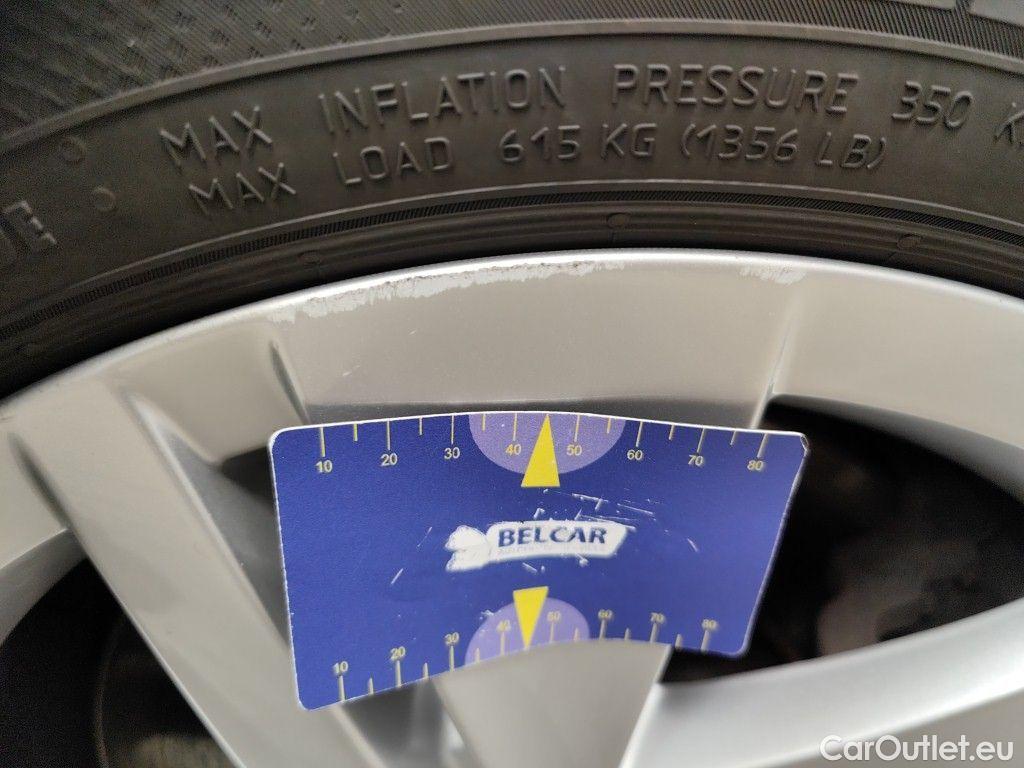 MAX INFLATION PRESSURE 350 K
MAX LOAD 615 KG (1356 LB)
10 20 30 40 50 60 70 80
BELCAR
10 20 30 40 50 60 70 80
CarOutlet.eu